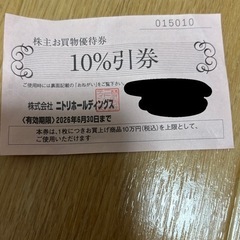 015010
株主お買物優待券
10%引券
ご使用時には裏面記載の「おねがい」をご覧下さい
株式会社 ニトリホールディングス
〈有効期限〉2026年6月30日まで
本券は、1枚につきお買上げ商品10万円(税込)を上限として、
ご使用いただけます